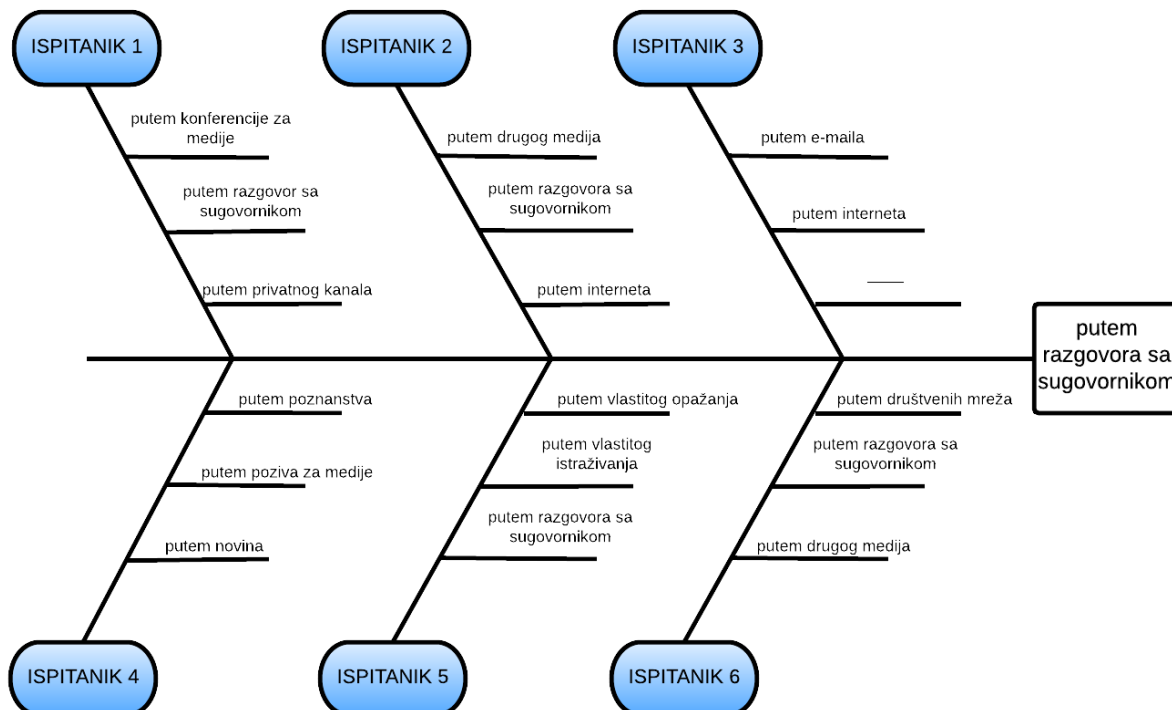 ISPITANIK 1
ISPITANIK 2
ISPITANIK 3
putem konferencije za
medije
putem razgovor sa
sugovornikom
putem privatnog kanala
putem drugog medija
putem razgovora sa
sugovornikom
putem interneta
putem e-maila
putem interneta
putem
razgovora sa
sugovornikom
putem poznanstva
putem poziva za medije
putem novina
putem vlastitog opažanja
putem vlastitog
istraživanja
putem razgovora sa
sugovornikom
putem društvenih mreža
putem razgovora sa
sugovornikom
putem drugog medija
ISPITANIK 4
ISPITANIK 5
ISPITANIK 6